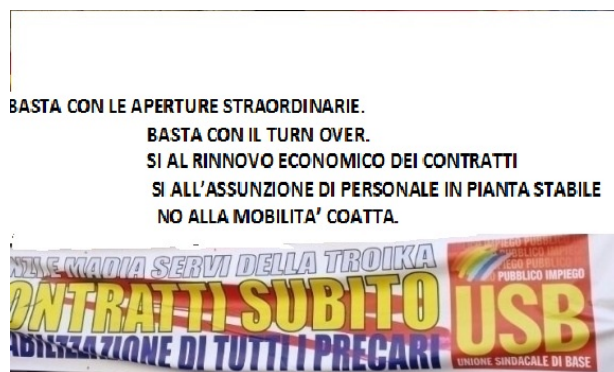 BASTA CON LE APERTURE STRAORDINARIE.
BASTA CON IL TURN OVER.
SI AL RINNOVO ECONOMICO DEI CONTRATTI
SI ALL'ASSUNZIONE DI PERSONALE IN PIANTA STABILE
NO ALLA MOBILITA' COATTA.
E MADIA SERVI DELLA TROIKA
ONTRATTI SUBITO
ABILIZZAZIONE DI TUTTI I PRECARI
PUBBLICO IMPIEGO
USB
UNIONE SINDACALE DI BASE